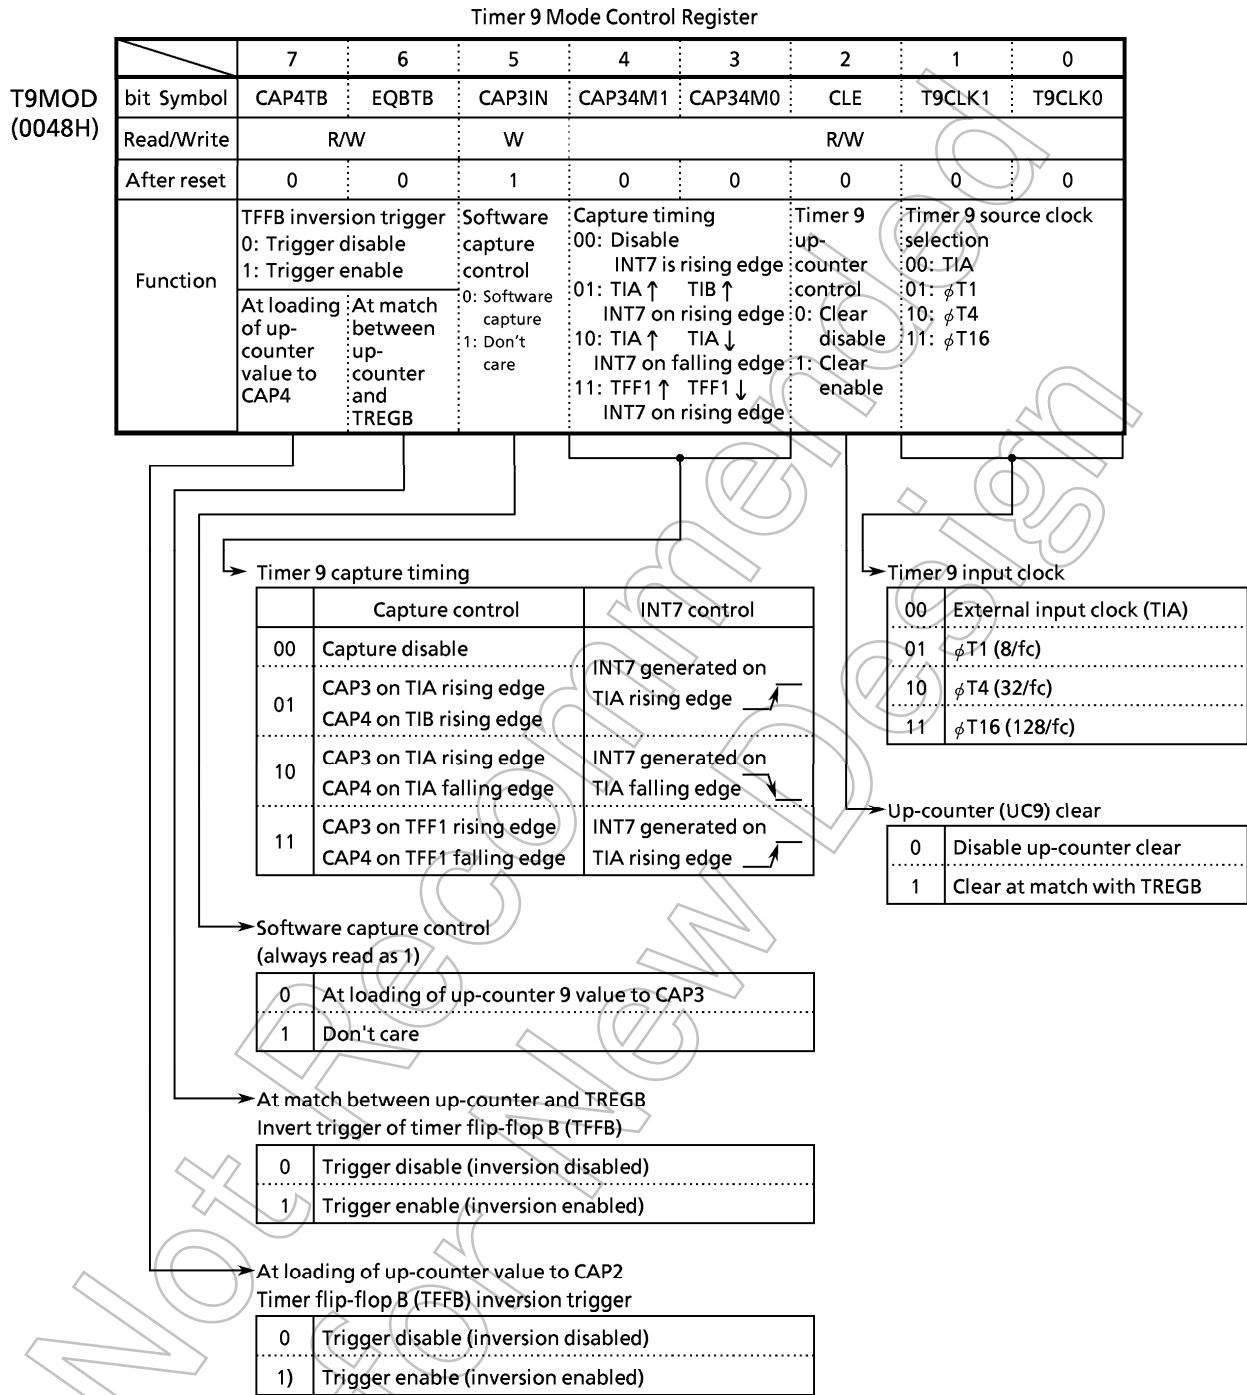 Timer 9 Mode Control Register
7 6 5 4 3 2 1 0
T9MOD
(0048H)
bit Symbol CAP4TB EQBTB CAP3IN CAP34M1 CAP34M0 CLE T9CLK1 T9CLK0
Read/Write R/W W R/W
After reset 0 0 1 0 0 0 0 0
Function
TFFB inversion trigger
0: Trigger disable
1: Trigger enable
At loading
of up-
counter
value to
CAP4
At match
between
up-
counter
and
TREGB
Software
capture
control
0: Software
capture
1: Don't
care
Capture timing
00: Disable
INT7 is rising edge
01: TIA↑ TIB↑
INT7 on rising edge
10: TIA↑ TIA↓
INT7 on falling edge
11: TFF1↑ TFF1↓
INT7 on rising edge
Timer 9
up-
counter
control
0: Clear
disable
1: Clear
enable
Timer 9 source clock
selection
00: TIA
01: φT1
10: φT4
11: φT16
Timer 9 capture timing
Capture control INT7 control
00 Capture disable
01 CAP3 on TIA rising edge
CAP4 on TIB rising edge
INT7 generated on
TIA rising edge
10 CAP3 on TIA rising edge
CAP4 on TIA falling edge
INT7 generated on
TIA falling edge
11 CAP3 on TFF1 rising edge
CAP4 on TFF1 falling edge
INT7 generated on
TIA rising edge
Timer 9 input clock
00 External input clock (TIA)
01 φT1 (8/fc)
10 φT4 (32/fc)
11 φT16 (128/fc)
Up-counter (UC9) clear
0 Disable up-counter clear
1 Clear at match with TREGB
Software capture control
(always read as 1)
0 At loading of up-counter 9 value to CAP3
1 Don't care
At match between up-counter and TREGB
Invert trigger of timer flip-flop B (TFFB)
0 Trigger disable (inversion disabled)
1 Trigger enable (inversion enabled)
At loading of up-counter value to CAP2
Timer flip-flop B (TFFB) inversion trigger
0 Trigger disable (inversion disabled)
1) Trigger enable (inversion enabled)
Not Recommended
for New Design